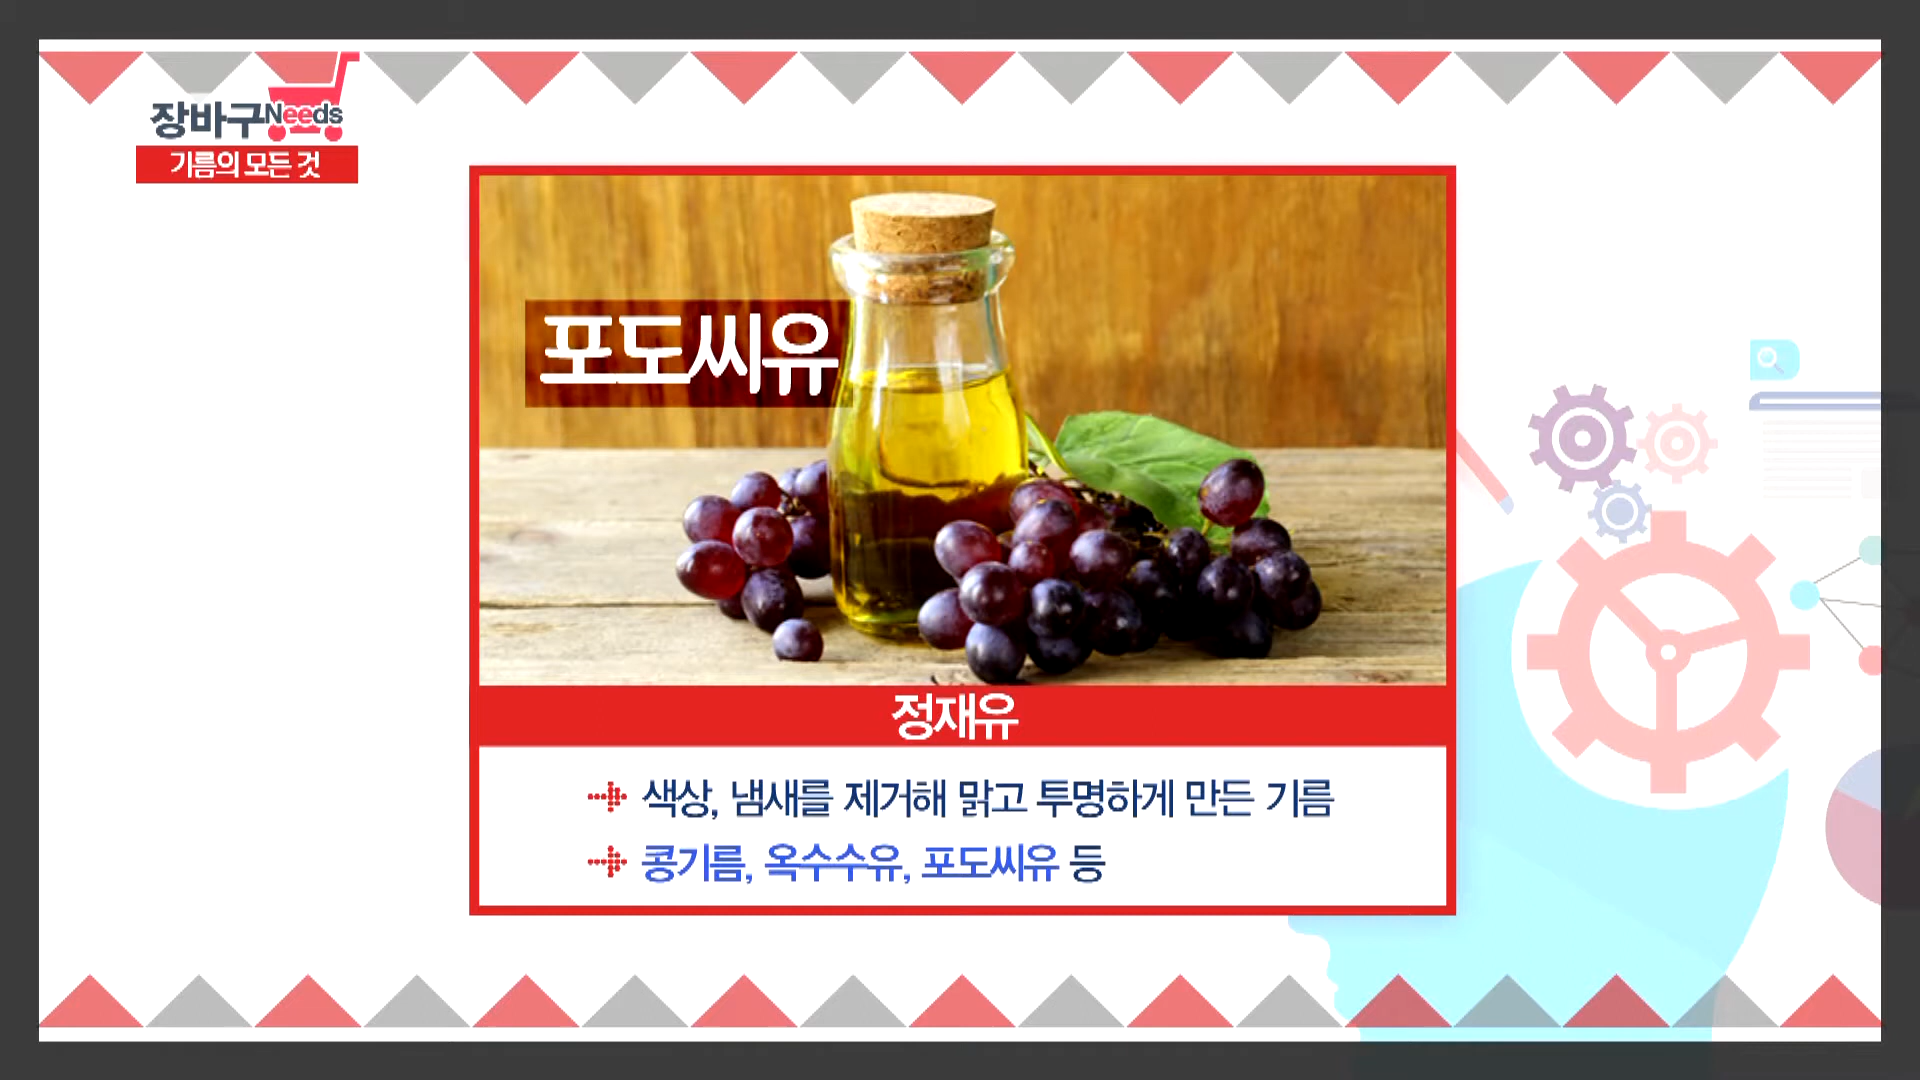 장바구Needs
기름의 모든 것
포도씨유
정재유
색상, 냄새를 제거해 맑고 투명하게 만든 기름
콩기름, 옥수수유, 포도씨유 등